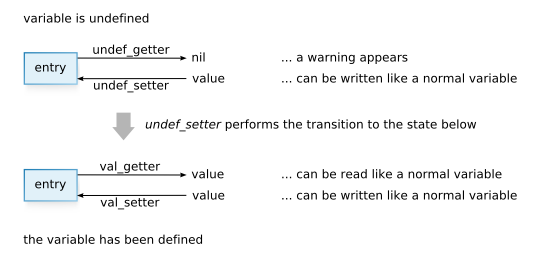 variable is undefined
undef_getter
nil
... a warning appears
entry
undef_setter
value
... can be written like a normal variable
undef_setter performs the transition to the state below
val_getter
value
... can be read like a normal variable
entry
val_setter
value
... can be written like a normal variable
the variable has been defined